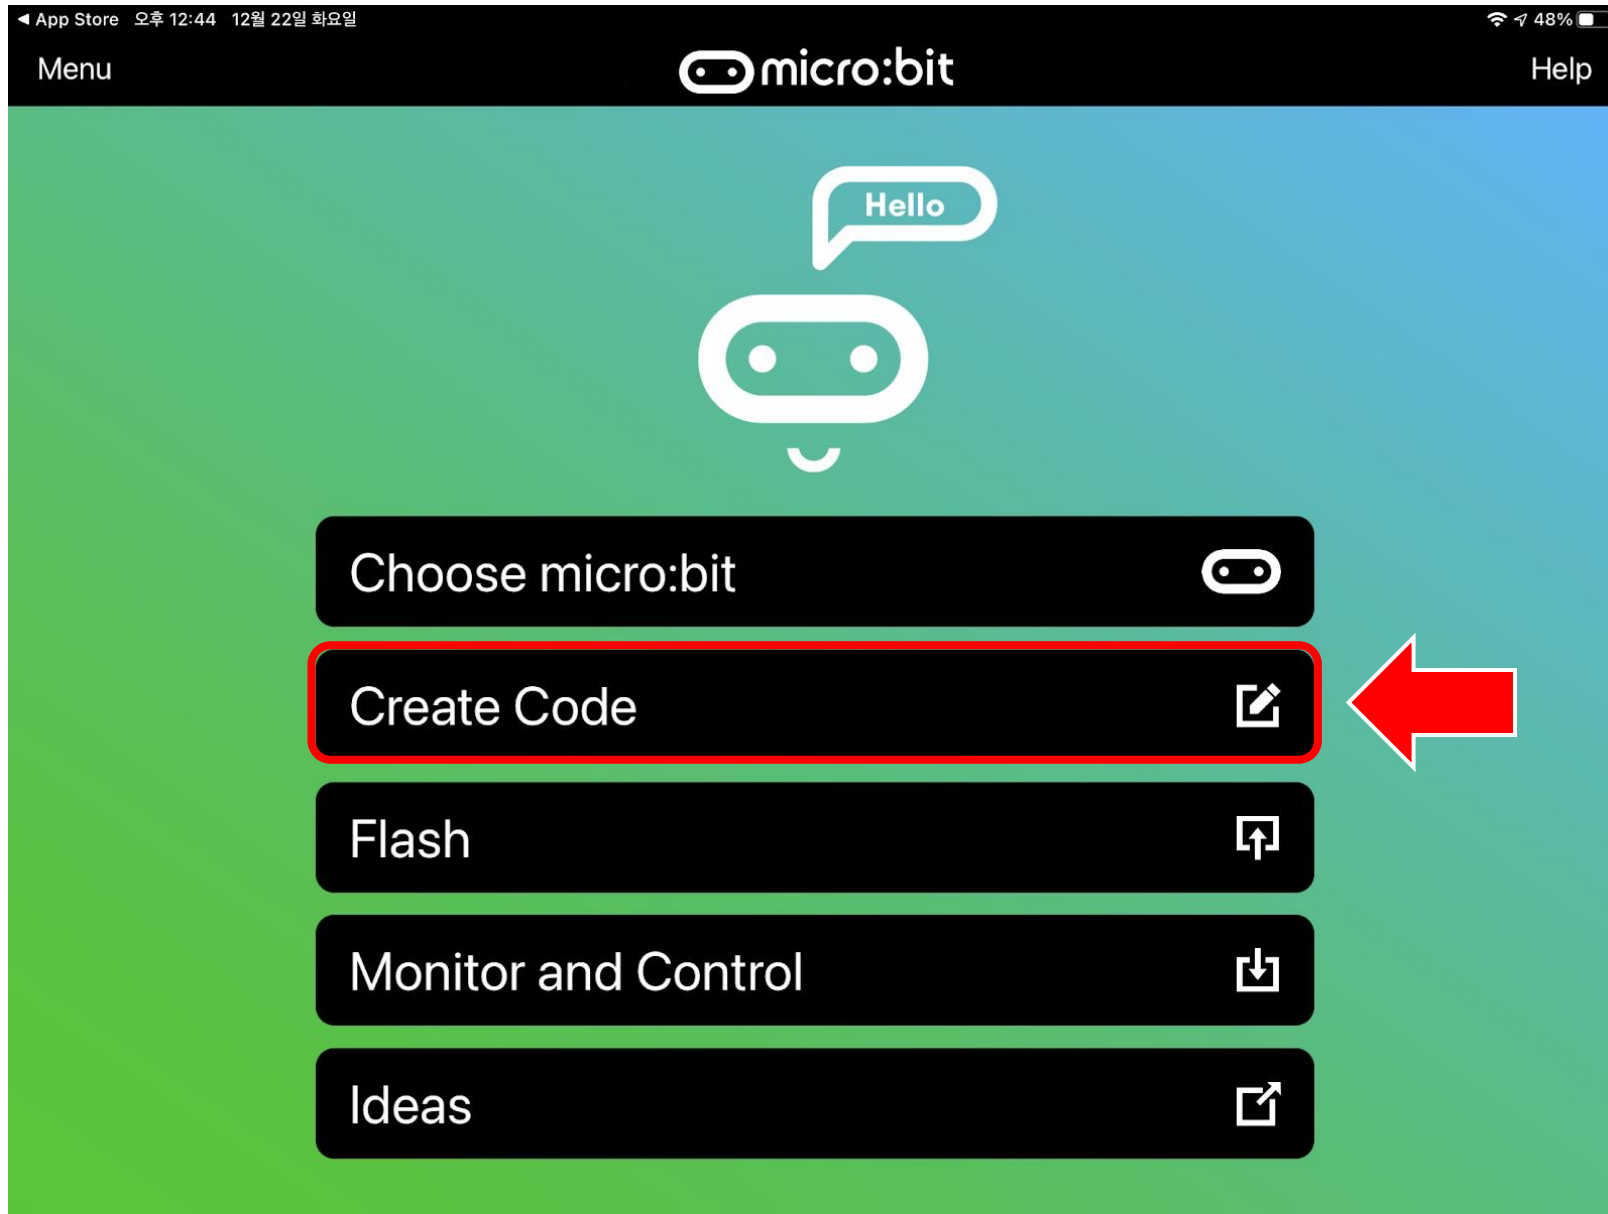 App Store 오후 12:44 12월 22일 화요일 48%
Menu micro:bit Help
Hello
Choose micro:bit
Create Code
Flash
Monitor and Control
Ideas